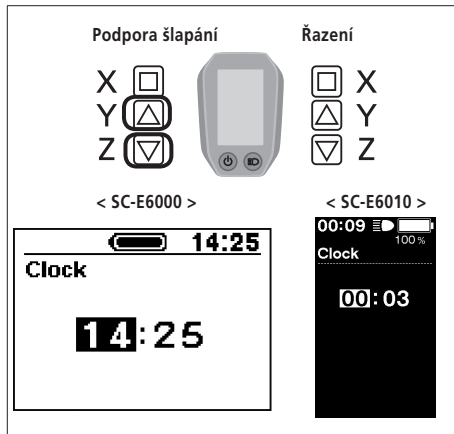 Podpora šlapání Řazení
X X
Y Y
Z Z
< SC-E6000 > < SC-E6010 >
14:25 00:09
100 %
Clock Clock
14:25 00:03